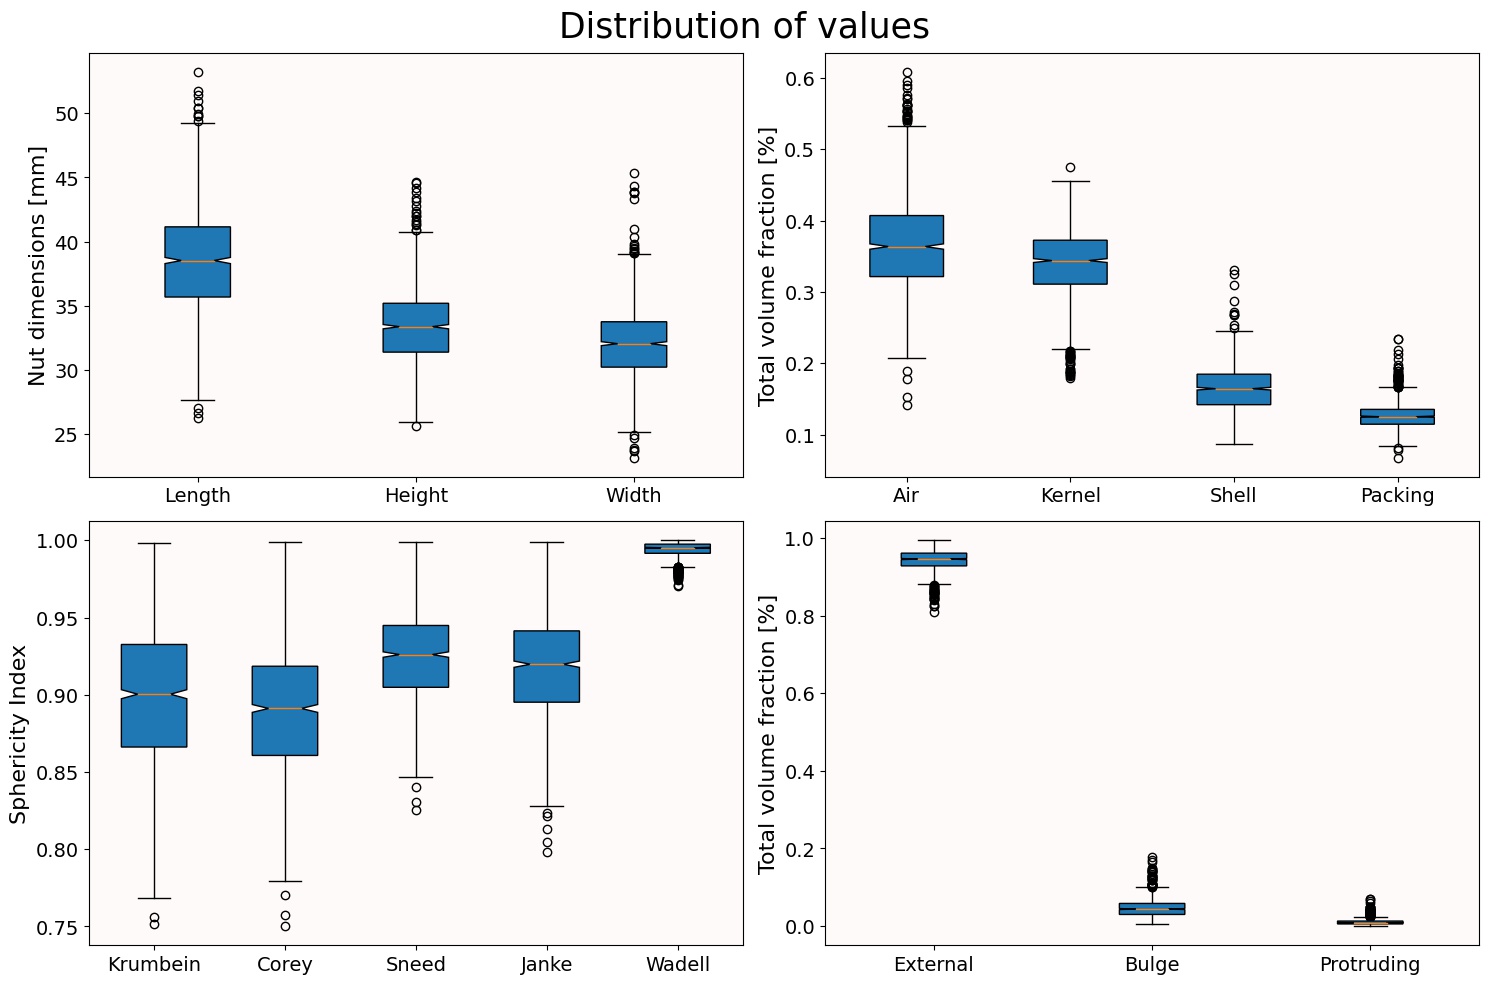 Distribution of values
Nut dimensions [mm]
50
45
40
35
30
25
Length Height Width
Total volume fraction [%]
0.6
0.5
0.4
0.3
0.2
0.1
Air Kernel Shell Packing
Sphericity Index
1.00
0.95
0.90
0.85
0.80
0.75
Krumbein Corey Sneed Janke Wadell
Total volume fraction [%]
1.0
0.8
0.6
0.4
0.2
0.0
External Bulge Protruding